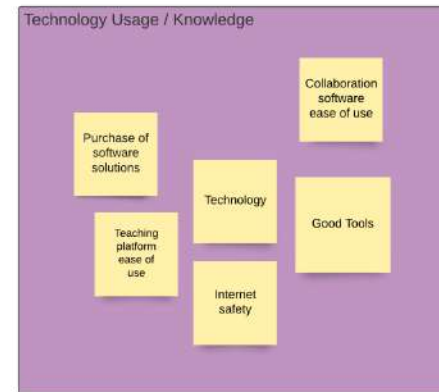 Technology Usage / Knowledge
Collaboration
software
ease of use
Purchase of
software
solutions
Technology
Good Tools
Teaching
platform
ease of
use
Internet
safety